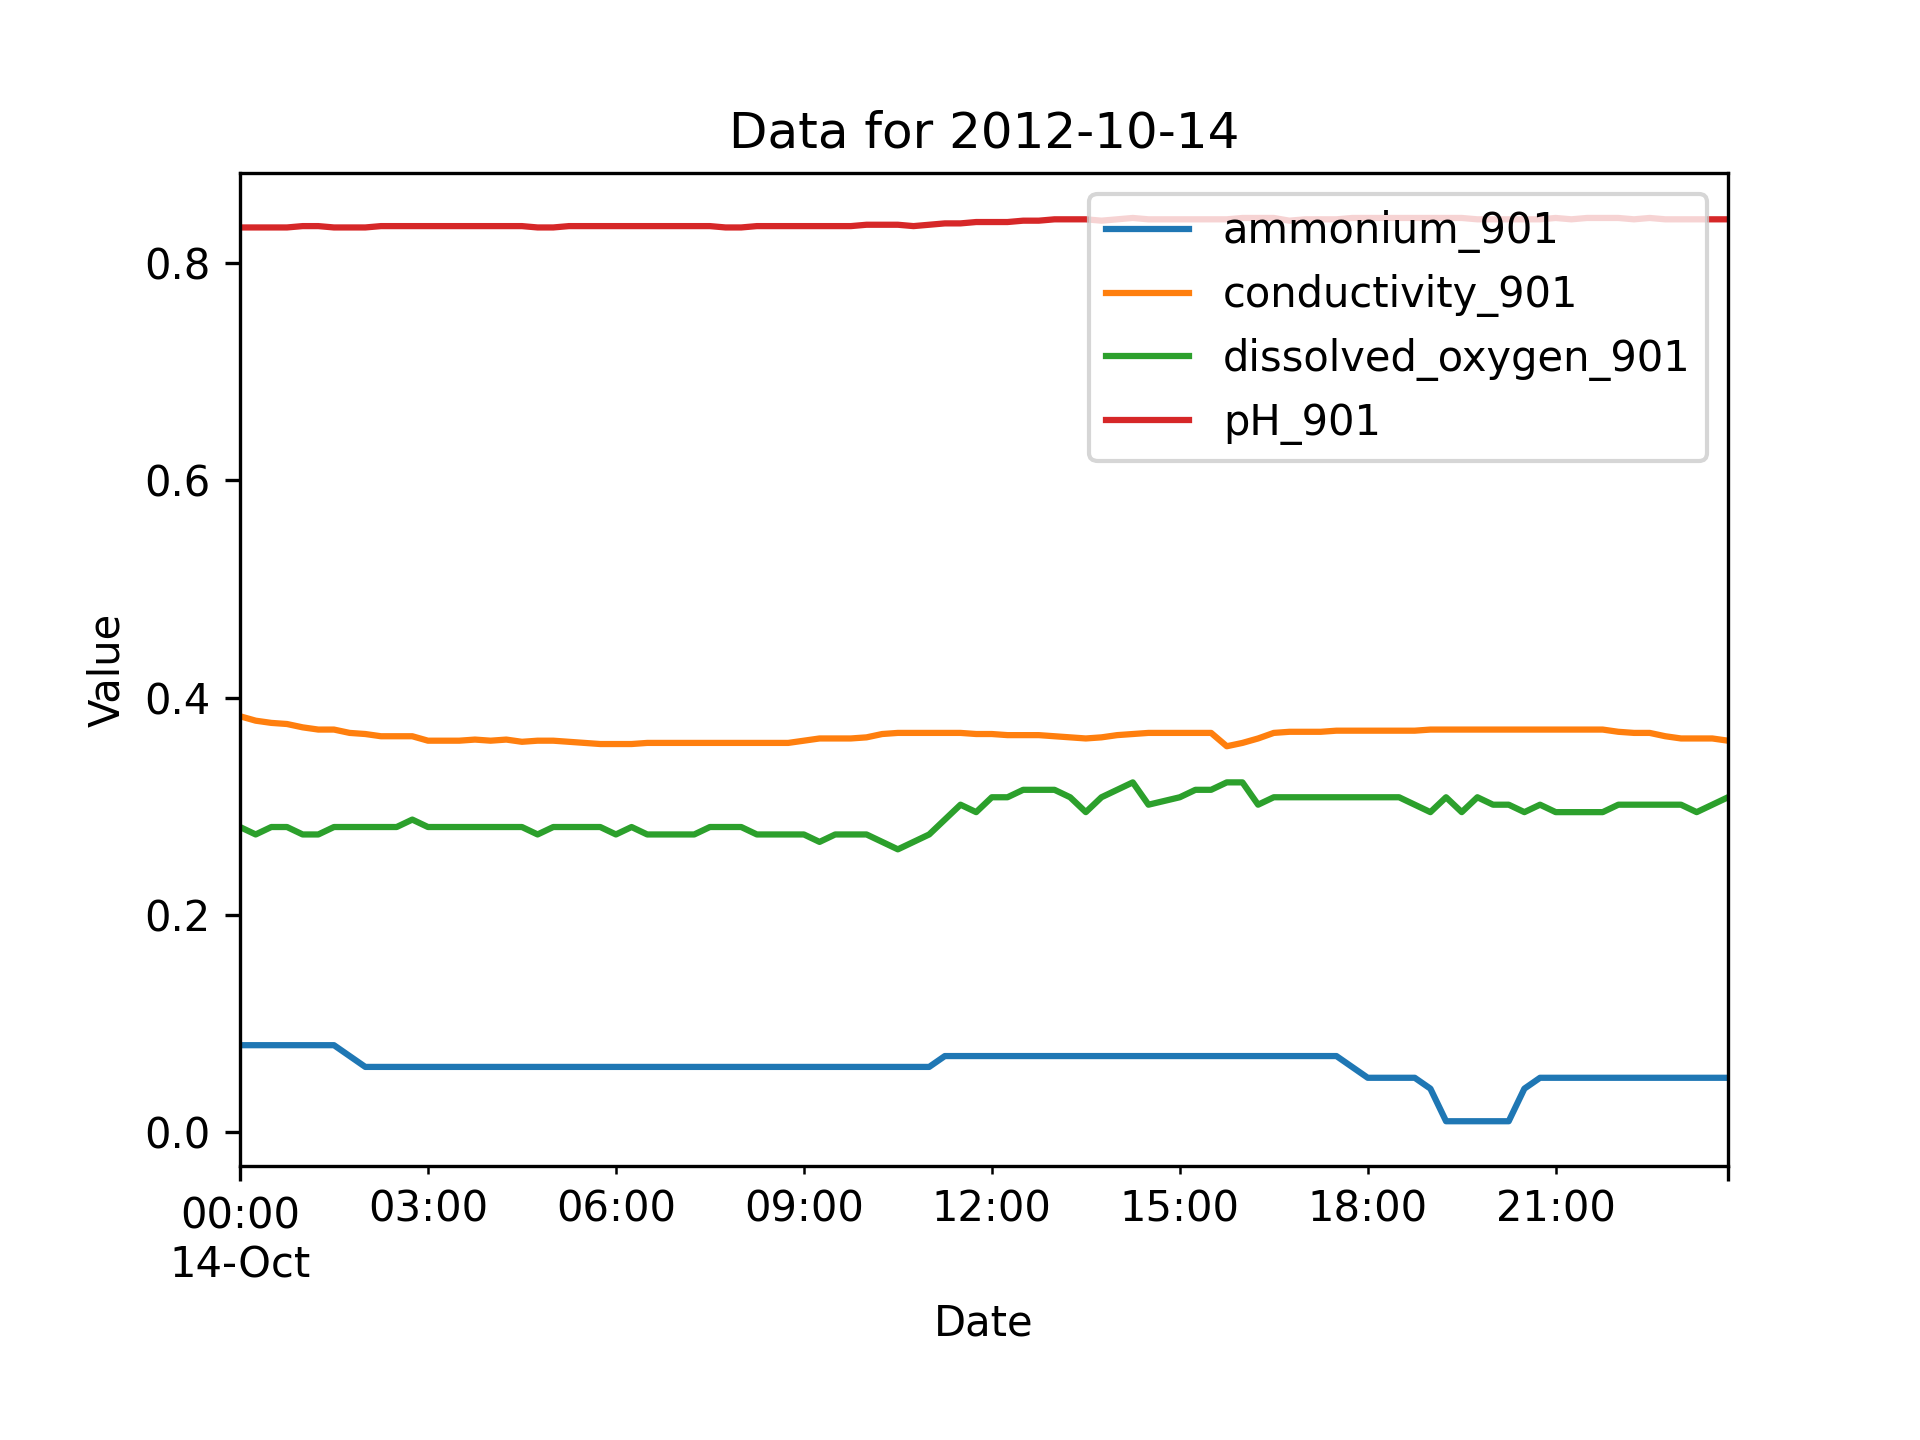 Data for 2012-10-14
ammonium_901
conductivity_901
dissolved_oxygen_901
pH_901
Value
0.8
0.6
0.4
0.2
0.0
00:00 03:00 06:00 09:00 12:00 15:00 18:00 21:00
14-Oct
Date